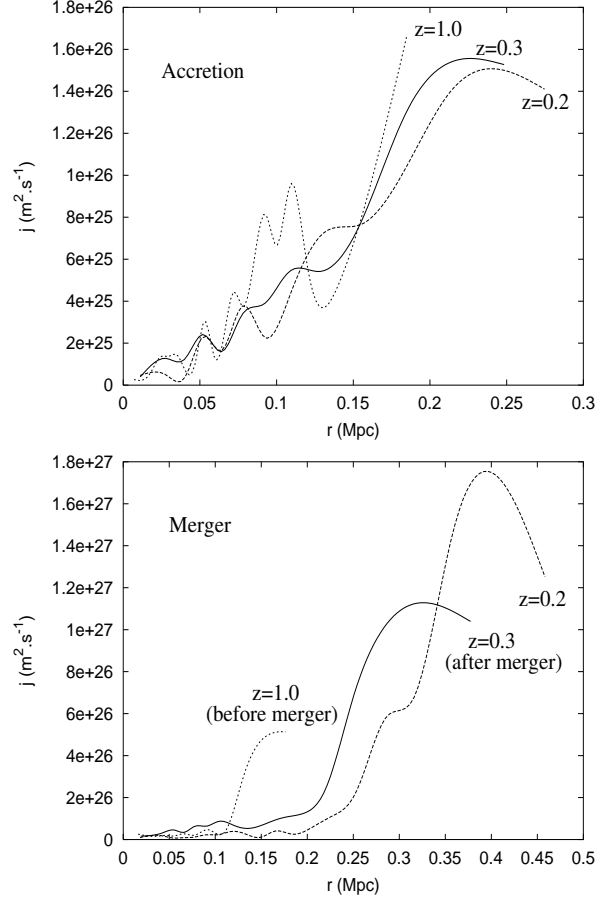 1.8e+26
1.6e+26
1.4e+26
1.2e+26
1e+26
8e+25
6e+25
4e+25
2e+25
0
j (m².s⁻¹)
Accretion
z=1.0
z=0.3
z=0.2
0 0.05 0.1 0.15 0.2 0.25 0.3
r (Mpc)
1.8e+27
1.6e+27
1.4e+27
1.2e+27
1e+27
8e+26
6e+26
4e+26
2e+26
0
j (m².s⁻¹)
Merger
z=0.2
z=0.3
(after merger)
z=1.0
(before merger)
0 0.05 0.1 0.15 0.2 0.25 0.3 0.35 0.4 0.45 0.5
r (Mpc)